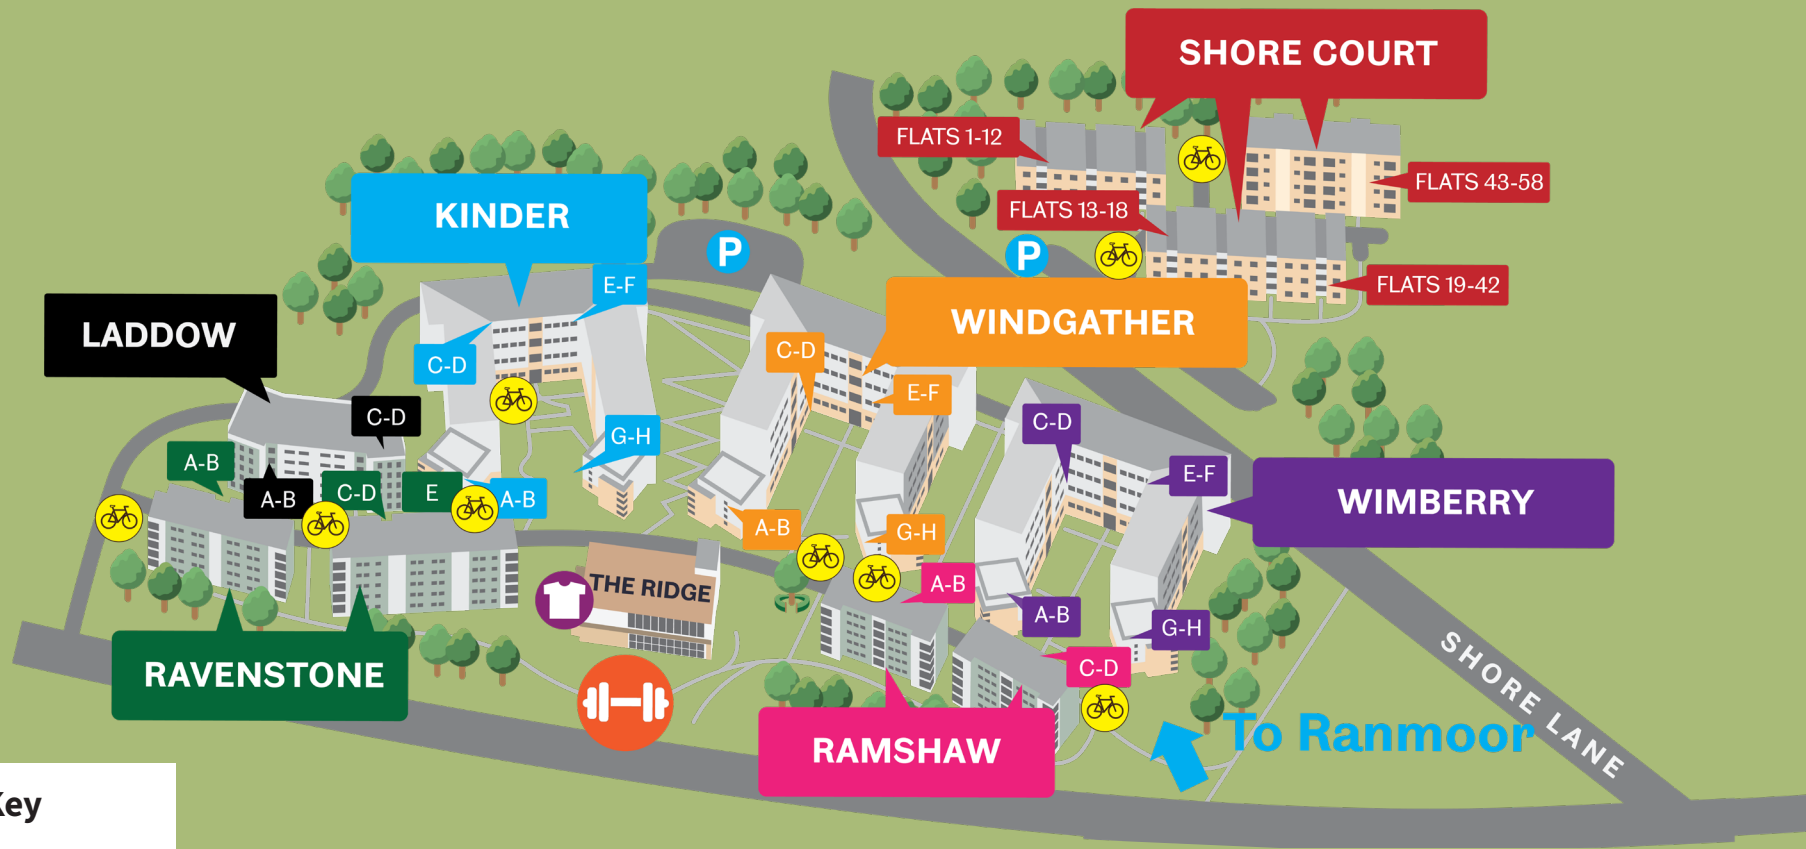 SHORE COURT
FLATS 1-12
FLATS 43-58
FLATS 13-18
FLATS 19-42
P
P
KINDER
E-F
C-D
G-H
A-B
WINDGATHER
C-D
E-F
A-B
G-H
LADDOW
C-D
A-B
A-B
C-D
E
RAVENSTONE
THE RIDGE
WIMBERRY
C-D
E-F
A-B
G-H
A-B
C-D
RAMSHAW
To Ranmoor
SHORE LANE
Key